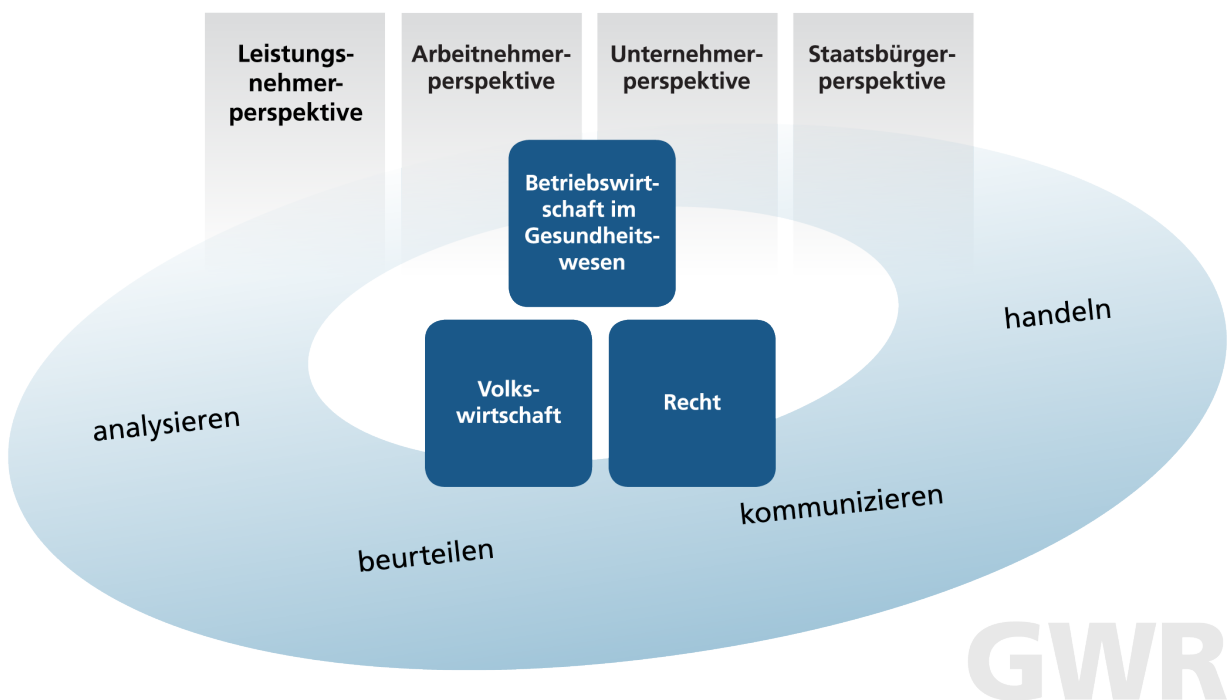 Leistungs-
nehmer-
perspektive
Arbeitnehmer-
perspektive
Unternehmer-
perspektive
Staatsbürger-
perspektive
Betriebswirt-
schaft im
Gesundheits-
wesen
Volks-
wirtschaft
Recht
analysieren
beurteilen
kommunizieren
handeln
GWR